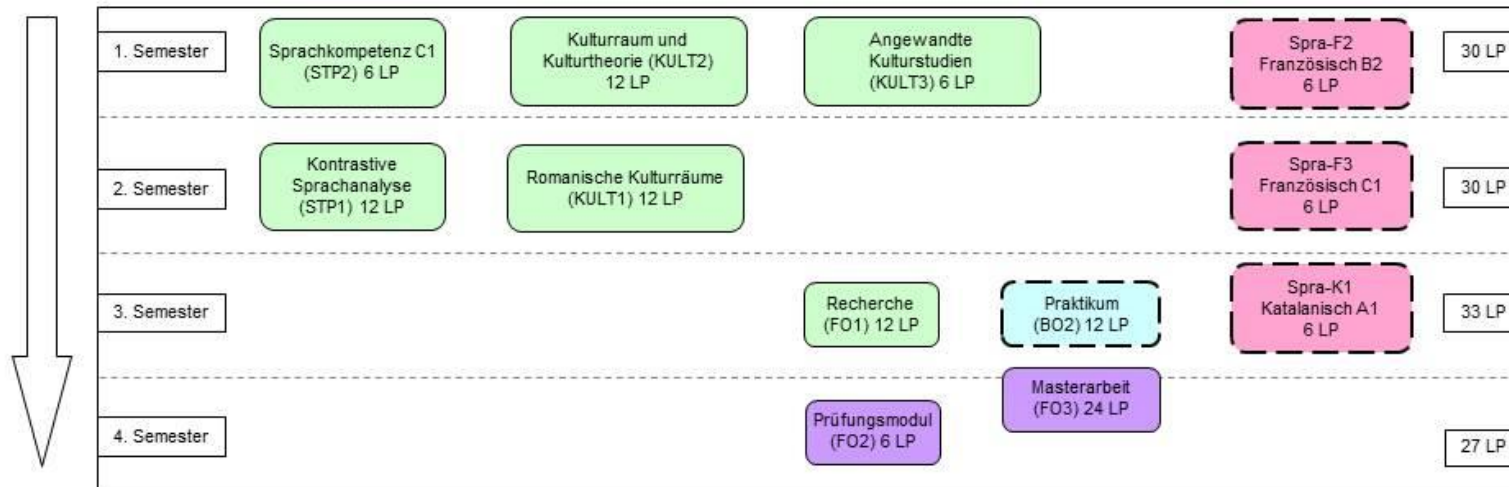 1. Semester
Sprachkompetenz C1
(STP2) 6 LP
Kulturraum und
Kulturtheorie (KULT2)
12 LP
Angewandte
Kulturstudien
(KULT3) 6 LP
Spra-F2
Französisch B2
6 LP
30 LP
2. Semester
Kontrastive
Sprachanalyse
(STP1) 12 LP
Romanische Kulturräume
(KULT1) 12 LP
Spra-F3
Französisch C1
6 LP
30 LP
3. Semester
Recherche
(FO1) 12 LP
Praktikum
(BO2) 12 LP
Spra-K1
Katalanisch A1
6 LP
33 LP
4. Semester
Prüfungsmodul
(FO2) 6 LP
Masterarbeit
(FO3) 24 LP
27 LP